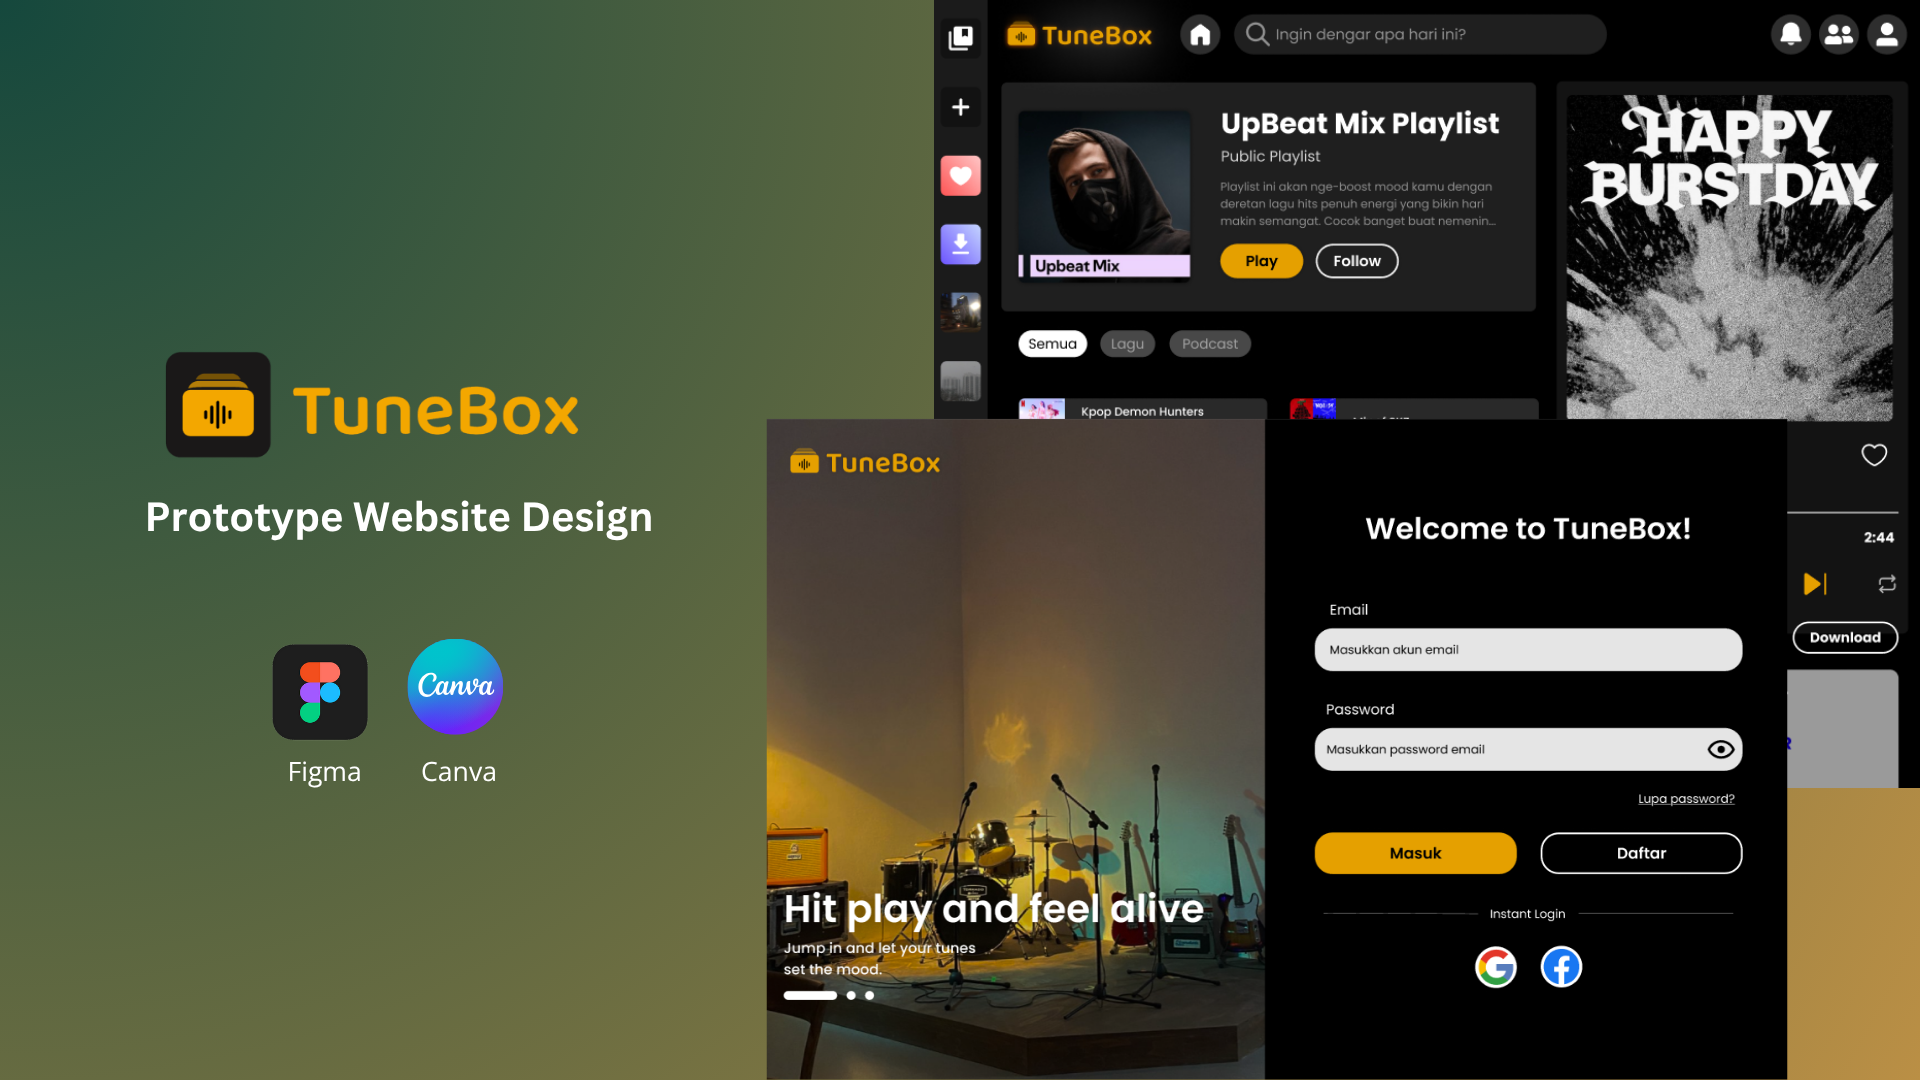 TuneBox
Prototype Website Design
Canva
Figma
Canva
TuneBox
Ingin dengar apa hari ini?
UpBeat Mix Playlist
Public Playlist
Playlist ini akan nge-boost mood kamu dengan
deretan lagu hits penuh energi yang bikin hari
makin semangat. Cocok banget buat nemenin...
Play
Follow
Upbeat Mix
Semua
Lagu
Podcast
Kpop Demon Hunters
HAPPY
BURSTDAY
2:44
Download
TuneBox
Hit play and feel alive
Jump in and let your tunes
set the mood.
Welcome to TuneBox!
Email
Masukkan akun email
Password
Masukkan password email
Lupa password?
Masuk
Daftar
Instant Login